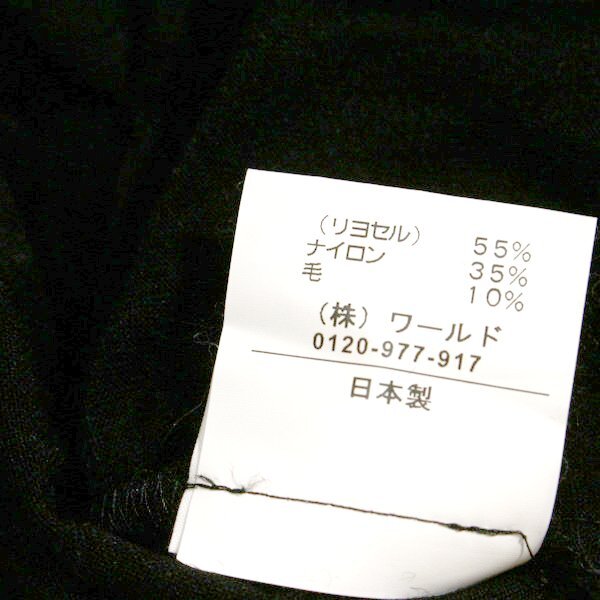 （リヨセル） 55%
ナイロン 35%
毛 10%
（株）ワールド
0120-977-917
日本製